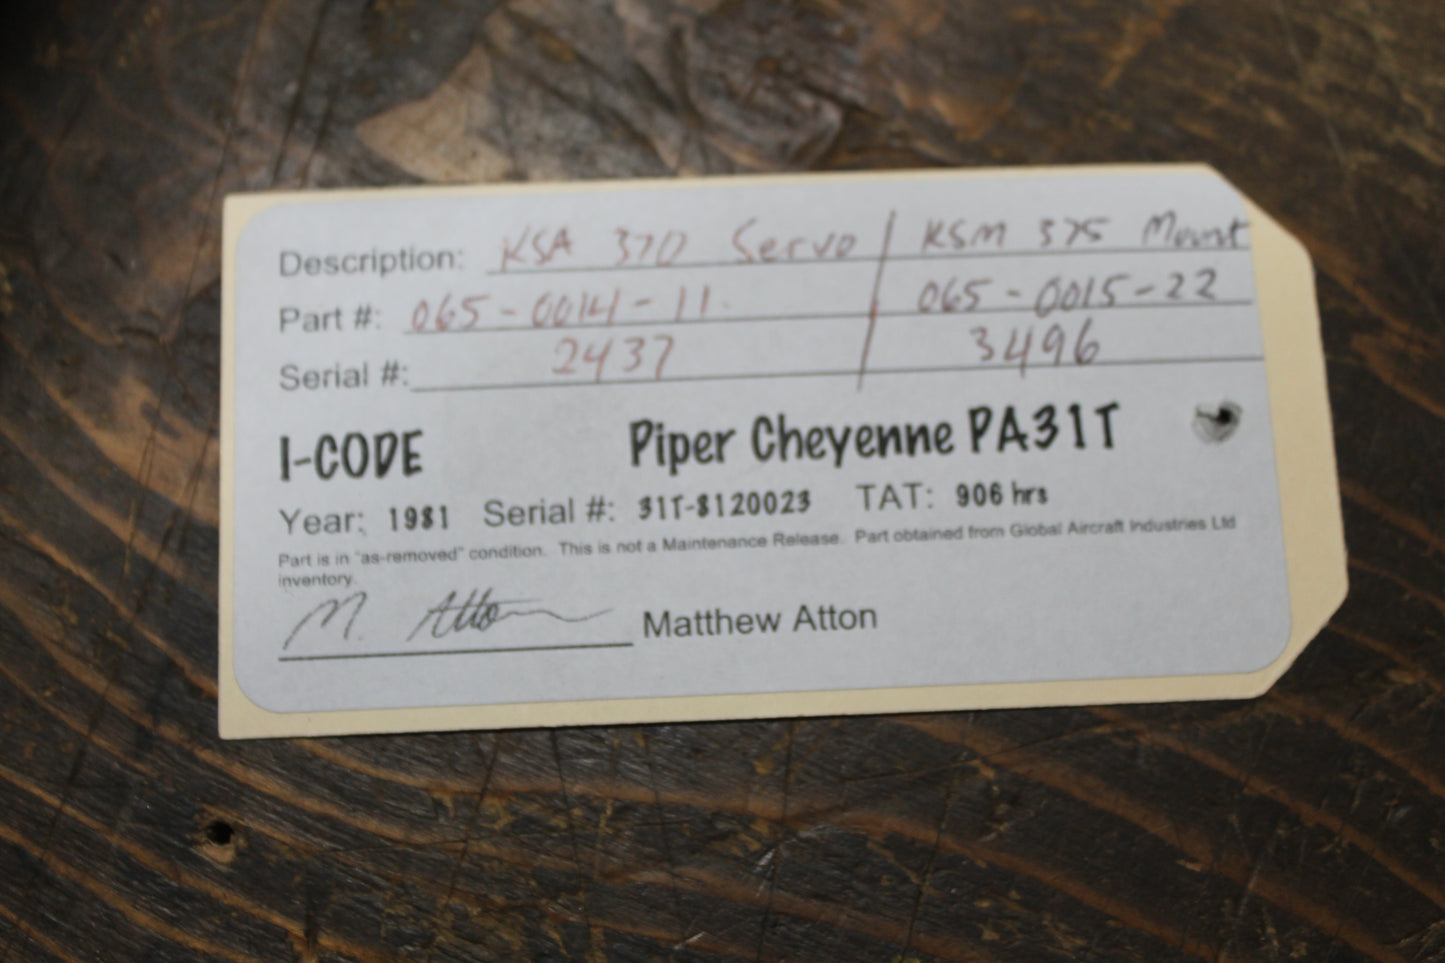 Description: KSA 370 Servo / KSM 375 Mount
Part #: 065-0014-11 / 065-0015-22
Serial #: 2437 / 3496
I-CODE Piper Cheyenne PA31T
Year: 1981 Serial #: 31T-8120023 TAT: 906 hrs
Part is in "as-removed" condition. This is not a Maintenance Release. Part obtained from Global Aircraft Industries Ltd
inventory.
M. Atton Matthew Atton